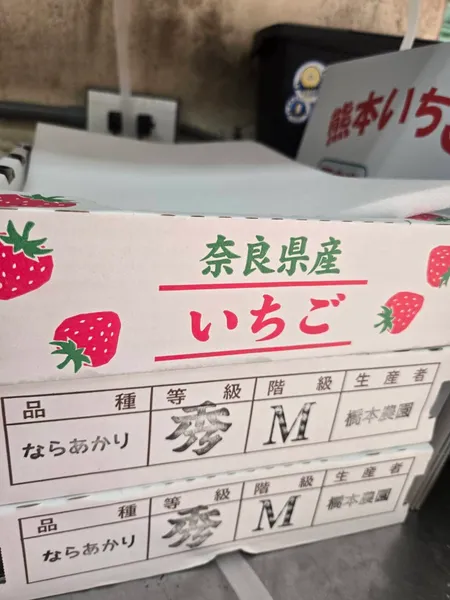 熊本いちご
奈良県産
いちご
品種 等級 階級 生産者
ならあかり 秀 M 橋本農園
品種 等級 階級 生産者
ならあかり 秀 M 橋本農園